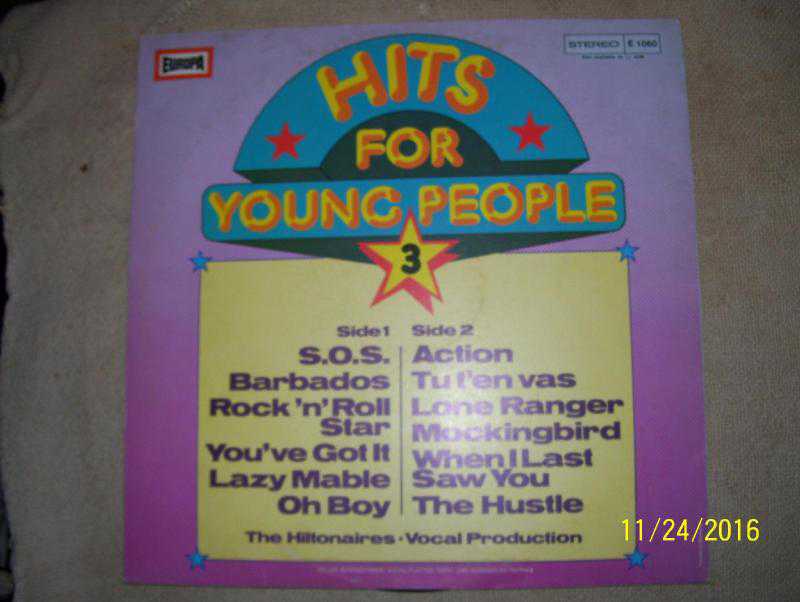 EUROPA
STEREO E 1060
HITS
FOR
YOUNG PEOPLE
3
Side 1
S.O.S.
Barbados
Rock 'n' Roll
Star
You've Got It
Lazy Mable
Oh Boy
Side 2
Action
Tu t'en vas
Lone Ranger
Mockingbird
When I Last
Saw You
The Hustle
The Hiltonaires · Vocal Production
11/24/2016